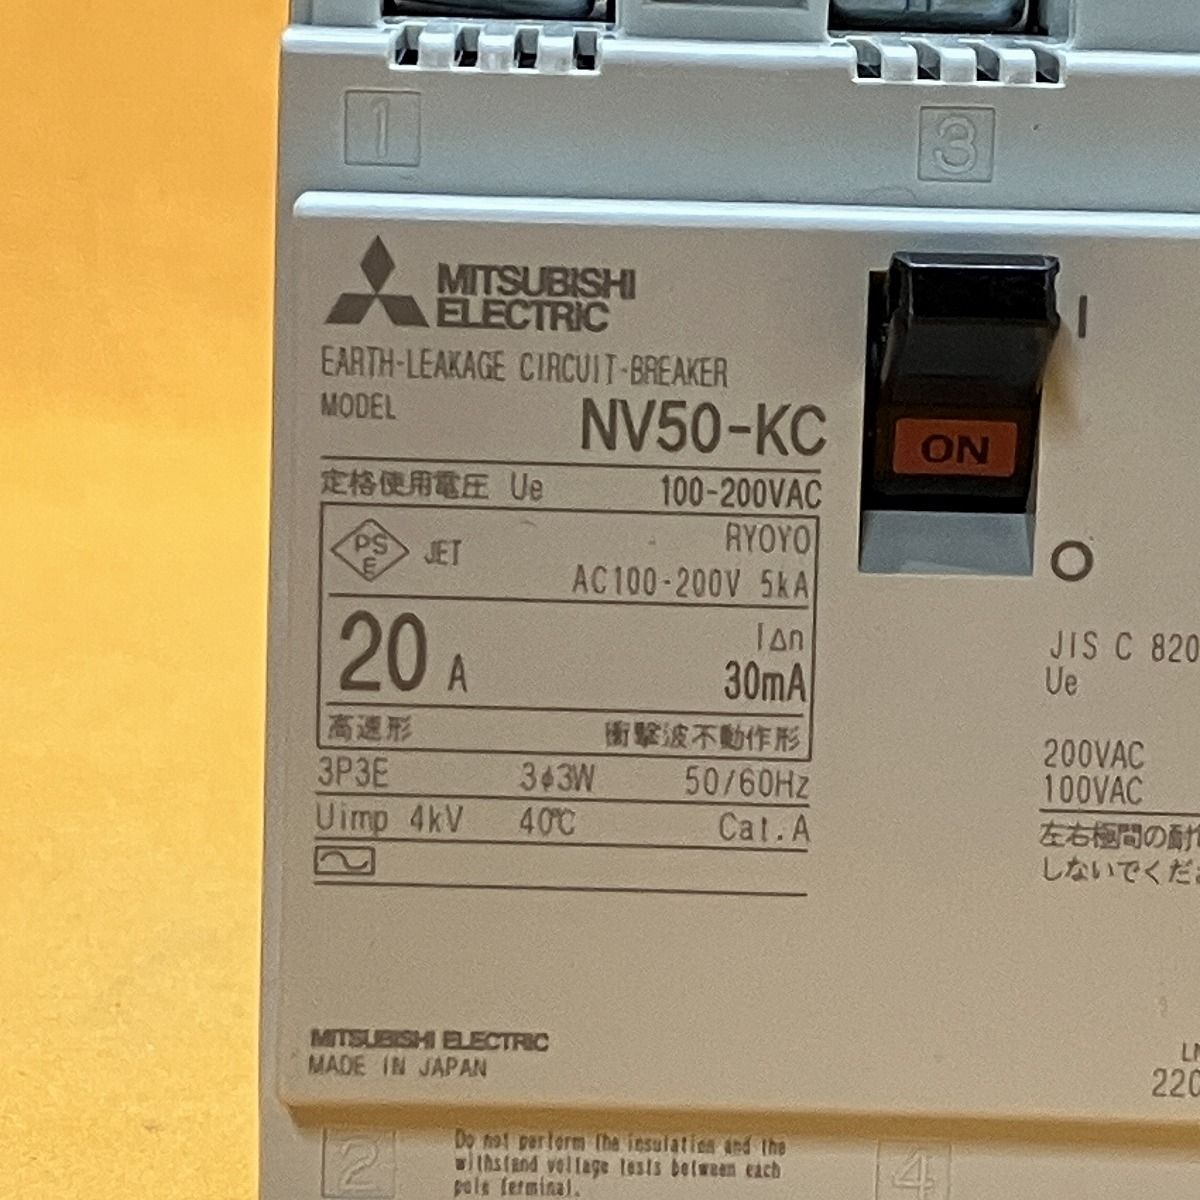 1
3
MITSUBISHI
ELECTRIC
EARTH-LEAKAGE CIRCUIT-BREAKER
MODEL NV50-KC
定格使用電圧 Ue 100-200VAC
PS
E
JET RYOYO
AC100-200V 5kA
20 A I△n
30mA
高速形 衝撃波不動作形
3P3E 3φ3W 50/60Hz
Uimp 4kV 40℃ Cat.A
I
ON
O
JIS C 820
Ue
200VAC
100VAC
左右極間の耐
しないでくださ
MITSUBISHI ELECTRIC
MADE IN JAPAN
LN
220
2
4
Do not perform the insulation and the
withstand voltage tests between each
pole terminal.